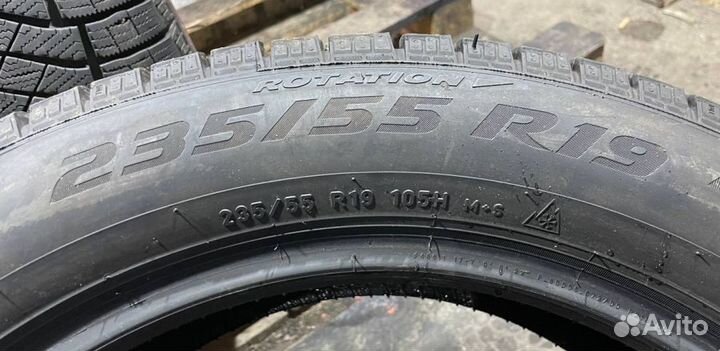 ROTATION
235/55 R19
235/55 R19 105H M+S
Avito